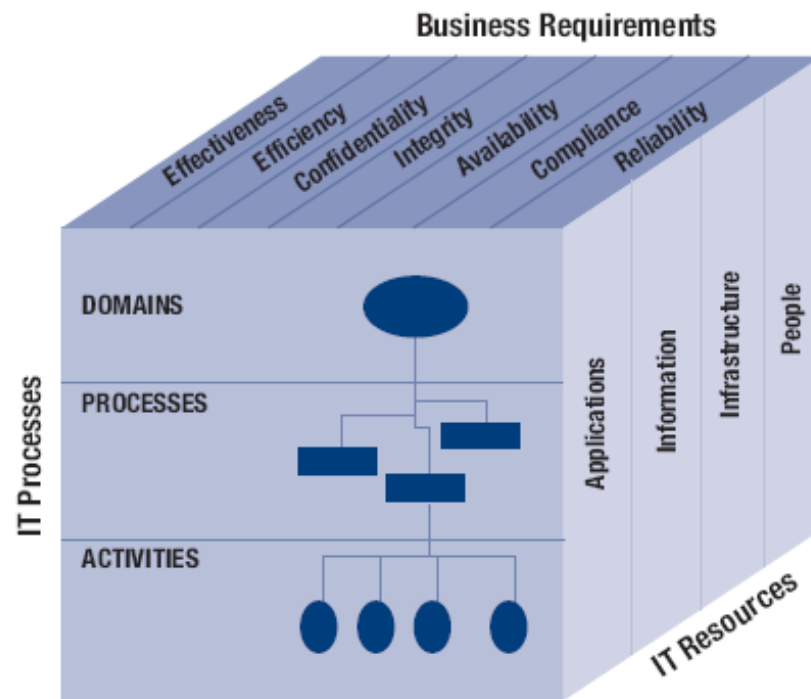 Business Requirements
Effectiveness
Efficiency
Confidentiality
Integrity
Availability
Compliance
Reliability
IT Processes
DOMAINS
PROCESSES
ACTIVITIES
Applications
Information
Infrastructure
People
IT Resources